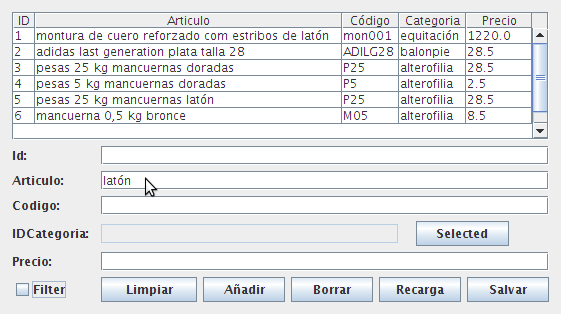 ID Articulo Código Categoria Precio
1 montura de cuero reforzado com estribos de latón mon001 equitación 1220.0
2 adidas last generation plata talla 28 ADILG28 balonpie 28.5
3 pesas 25 kg mancuernas doradas P25 alterofilia 28.5
4 pesas 5 kg mancuernas doradas P5 alterofilia 2.5
5 pesas 25 kg mancuernas latón P25 alterofilia 28.5
6 mancuerna 0,5 kg bronce M05 alterofilia 8.5
Id:
Articulo: latón
Codigo:
IDCategoria: Selected
Precio:
Filter Limpiar Añadir Borrar Recarga Salvar